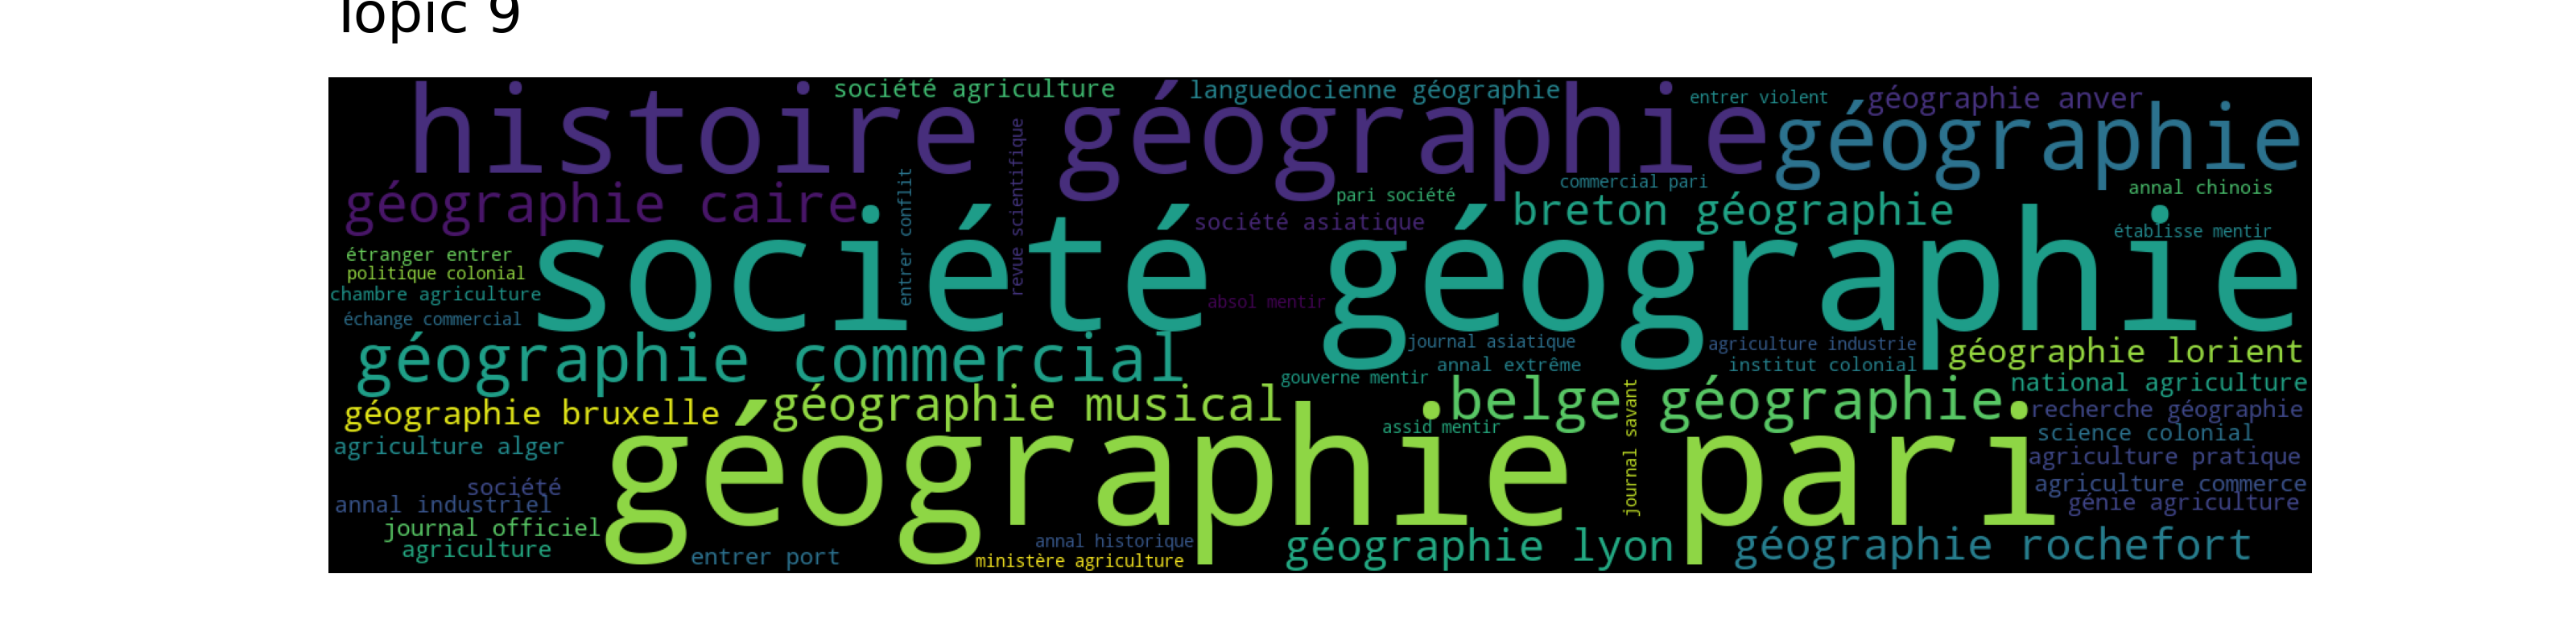 Topic 9
société agriculture
languedocienne géographie
entrer violent
géographie anver
histoire géographie
géographie
géographie caire
entrer conflit
revue scientifique
pari société
commercial pari
annal chinois
société asiatique
breton géographie
établisse mentir
étranger entrer
politique colonial
chambre agriculture
échange commercial
société géographie
absol mentir
géographie commercial
journal asiatique
annal extrême
agriculture industrie
institut colonial
géographie lorient
gouverne mentir
national agriculture
géographie bruxelle
géographie musical
belge géographie
journal savant
assid mentir
recherche géographie
science colonial
agriculture pratique
agriculture commerce
génie agriculture
agriculture alger
géographie pari
société
annal industriel
journal officiel
agriculture
entrer port
annal historique
ministère agriculture
géographie lyon
géographie rochefort